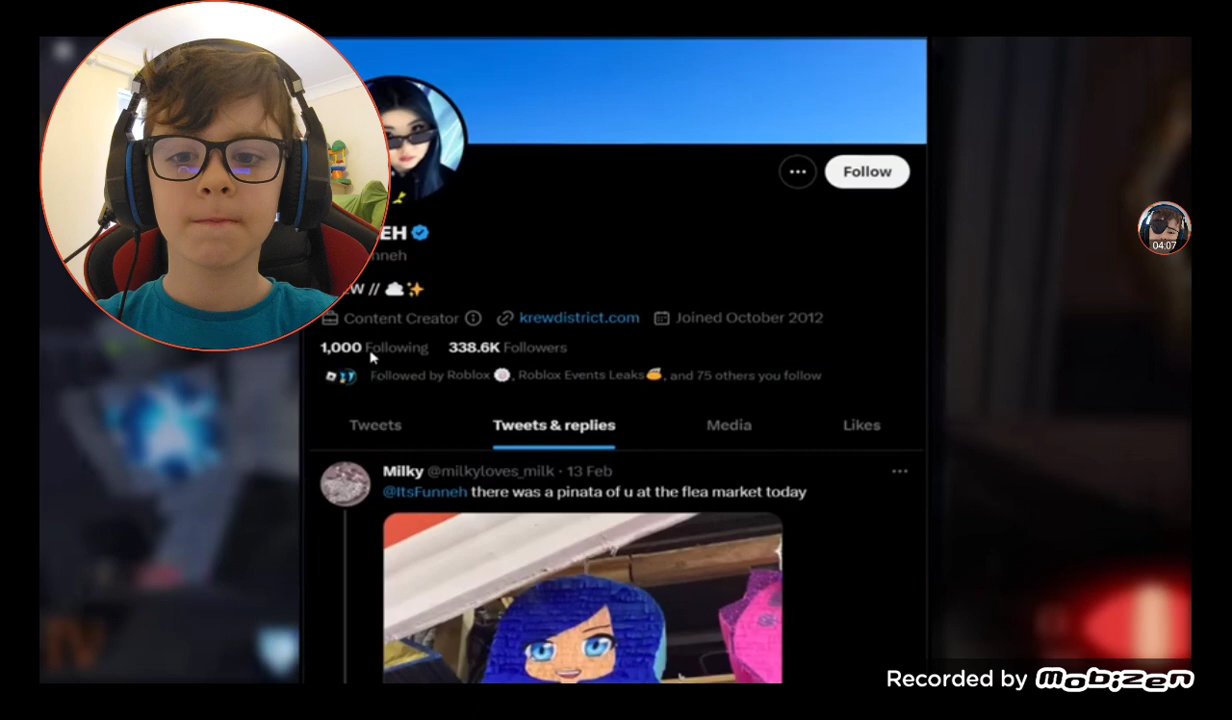 Follow
EH
nneh
W // ☁️✨
Content Creator krewdistrict.com Joined October 2012
1,000 Following 338.6K Followers
Followed by Roblox, Roblox Events Leaks, and 75 others you follow
Tweets Tweets & replies Media Likes
Milky @milkyloves_milk · 13 Feb
@ItsFunneh there was a pinata of u at the flea market today
04:07
Recorded by Mobizen